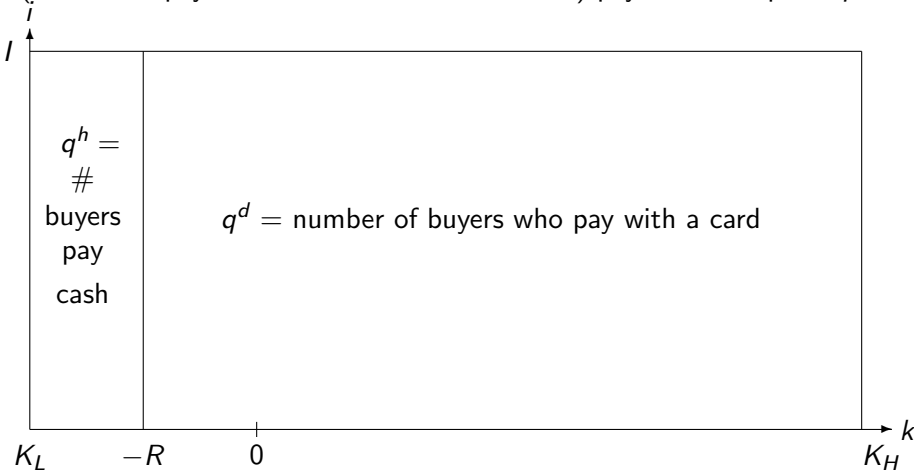 i
I
q^h =
#
buyers
pay
cash
q^d = number of buyers who pay with a card
k
K_L −R 0 K_H